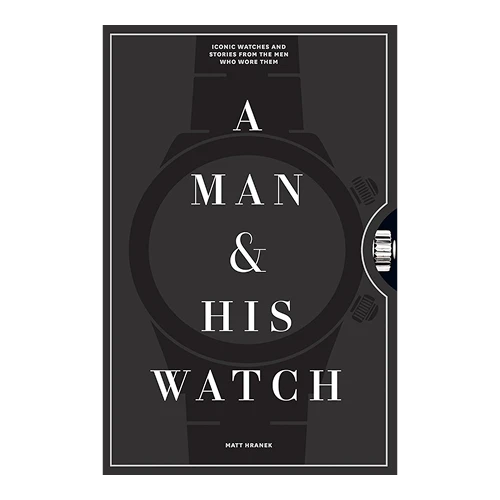 ICONIC WATCHES AND
STORIES FROM THE MEN
WHO WORE THEM
A
MAN
&
HIS
WATCH
MATT HRANEK